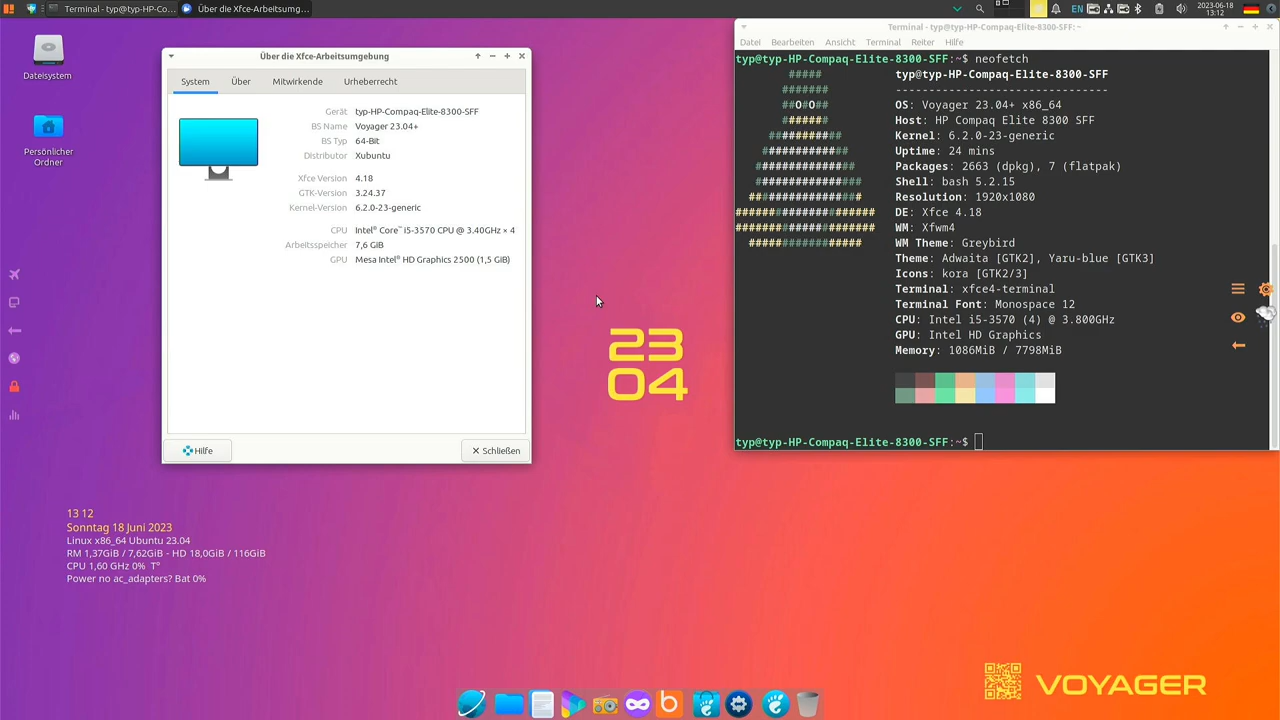 Terminal - typ@typ-HP-Co...
Über die Xfce-Arbeitsumg...
EN
2023-06-18
13:12
Dateisystem
Persönlicher
Ordner
Über die Xfce-Arbeitsumgebung
System Über Mitwirkende Urheberrecht
Gerät typ-HP-Compaq-Elite-8300-SFF
BS Name Voyager 23.04+
BS Typ 64-Bit
Distributor Xubuntu
Xfce Version 4.18
GTK-Version 3.24.37
Kernel-Version 6.2.0-23-generic
CPU Intel® Core™ i5-3570 CPU @ 3.40GHz × 4
Arbeitsspeicher 7,6 GiB
GPU Mesa Intel® HD Graphics 2500 (1,5 GiB)
Hilfe
Schließen
Terminal - typ@typ-HP-Compaq-Elite-8300-SFF: ~
Datei Bearbeiten Ansicht Terminal Reiter Hilfe
typ@typ-HP-Compaq-Elite-8300-SFF:~$ neofetch
##### typ@typ-HP-Compaq-Elite-8300-SFF
####### --------------------------------
##O#O## OS: Voyager 23.04+ x86_64
####### Host: HP Compaq Elite 8300 SFF
########### Kernel: 6.2.0-23-generic
############# Uptime: 24 mins
############### Packages: 2663 (dpkg), 7 (flatpak)
################ Shell: bash 5.2.15
################# Resolution: 1920x1080
##################### DE: Xfce 4.18
##################### WM: Xfwm4
################# WM Theme: Greybird
Theme: Adwaita [GTK2], Yaru-blue [GTK3]
Icons: kora [GTK2/3]
Terminal: xfce4-terminal
Terminal Font: Monospace 12
CPU: Intel i5-3570 (4) @ 3.800GHz
GPU: Intel HD Graphics
Memory: 1086MiB / 7798MiB
typ@typ-HP-Compaq-Elite-8300-SFF:~$
23
04
13 12
Sonntag 18 Juni 2023
Linux x86_64 Ubuntu 23.04
RM 1,37GiB / 7,62GiB - HD 18,0GiB / 116GiB
CPU 1,60 GHz 0% T°
Power no ac_adapters? Bat 0%
b
VOYAGER